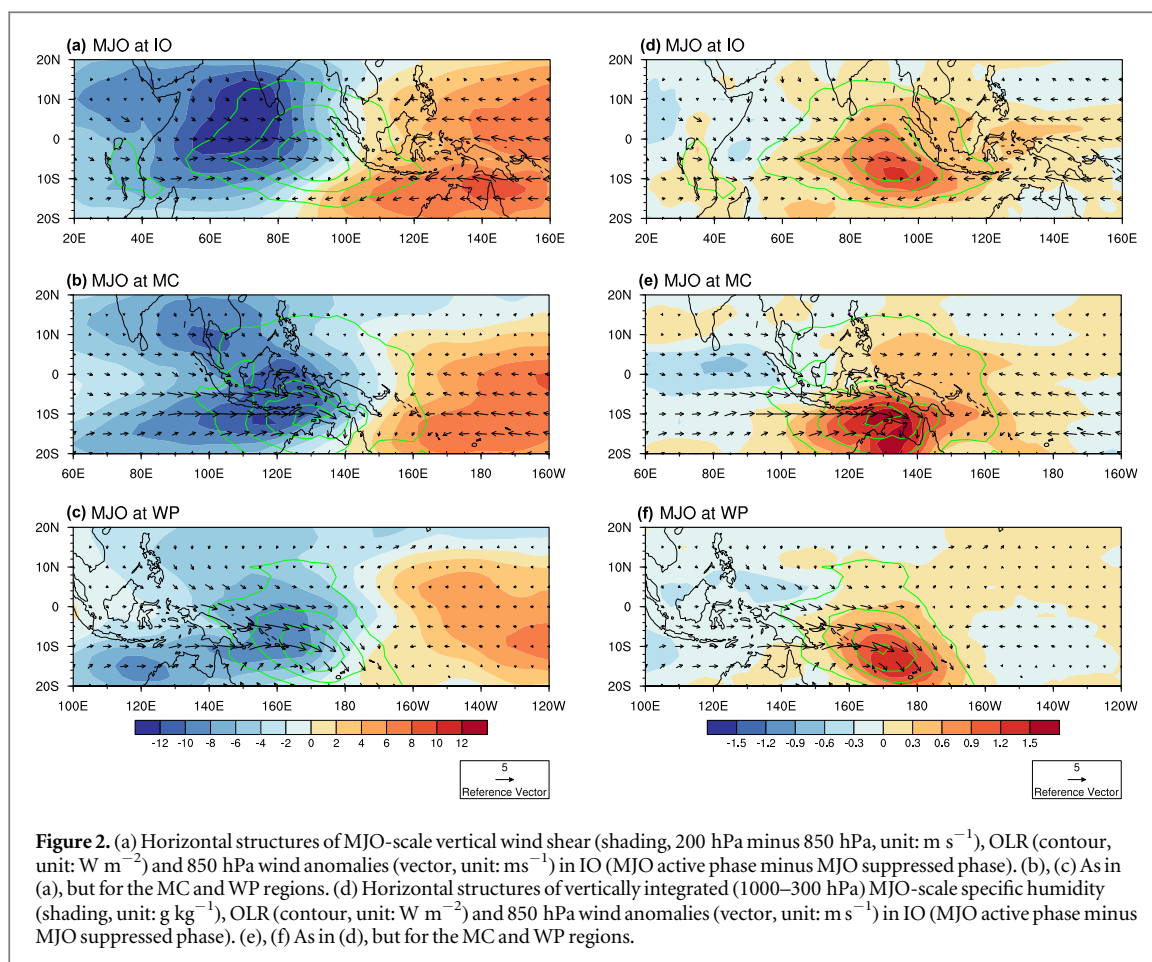 (a) MJO at IO
20N
10N
0
10S
20S
20E 40E 60E 80E 100E 120E 140E 160E
(d) MJO at IO
20N
10N
0
10S
20S
20E 40E 60E 80E 100E 120E 140E 160E
(b) MJO at MC
20N
10N
0
10S
20S
60E 80E 100E 120E 140E 160E 180 160W
(e) MJO at MC
20N
10N
0
10S
20S
60E 80E 100E 120E 140E 160E 180 160W
(c) MJO at WP
20N
10N
0
10S
20S
100E 120E 140E 160E 180 160W 140W 120W
(f) MJO at WP
20N
10N
0
10S
20S
100E 120E 140E 160E 180 160W 140W 120W
-12 -10 -8 -6 -4 -2 0 2 4 6 8 10 12
-1.5 -1.2 -0.9 -0.6 -0.3 0 0.3 0.6 0.9 1.2 1.5
5
Reference Vector
5
Reference Vector
Figure 2. (a) Horizontal structures of MJO-scale vertical wind shear (shading, 200 hPa minus 850 hPa, unit: m s⁻¹), OLR (contour,
unit: W m⁻²) and 850 hPa wind anomalies (vector, unit: ms⁻¹) in IO (MJO active phase minus MJO suppressed phase). (b), (c) As in
(a), but for the MC and WP regions. (d) Horizontal structures of vertically integrated (1000–300 hPa) MJO-scale specific humidity
(shading, unit: g kg⁻¹), OLR (contour, unit: W m⁻²) and 850 hPa wind anomalies (vector, unit: m s⁻¹) in IO (MJO active phase minus
MJO suppressed phase). (e), (f) As in (d), but for the MC and WP regions.